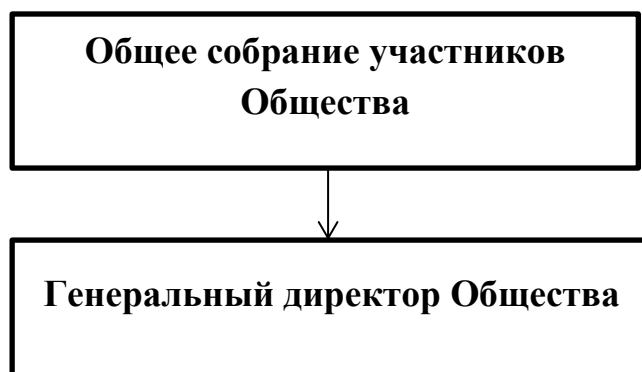 Общее собрание участников
Общества
Генеральный директор Общества